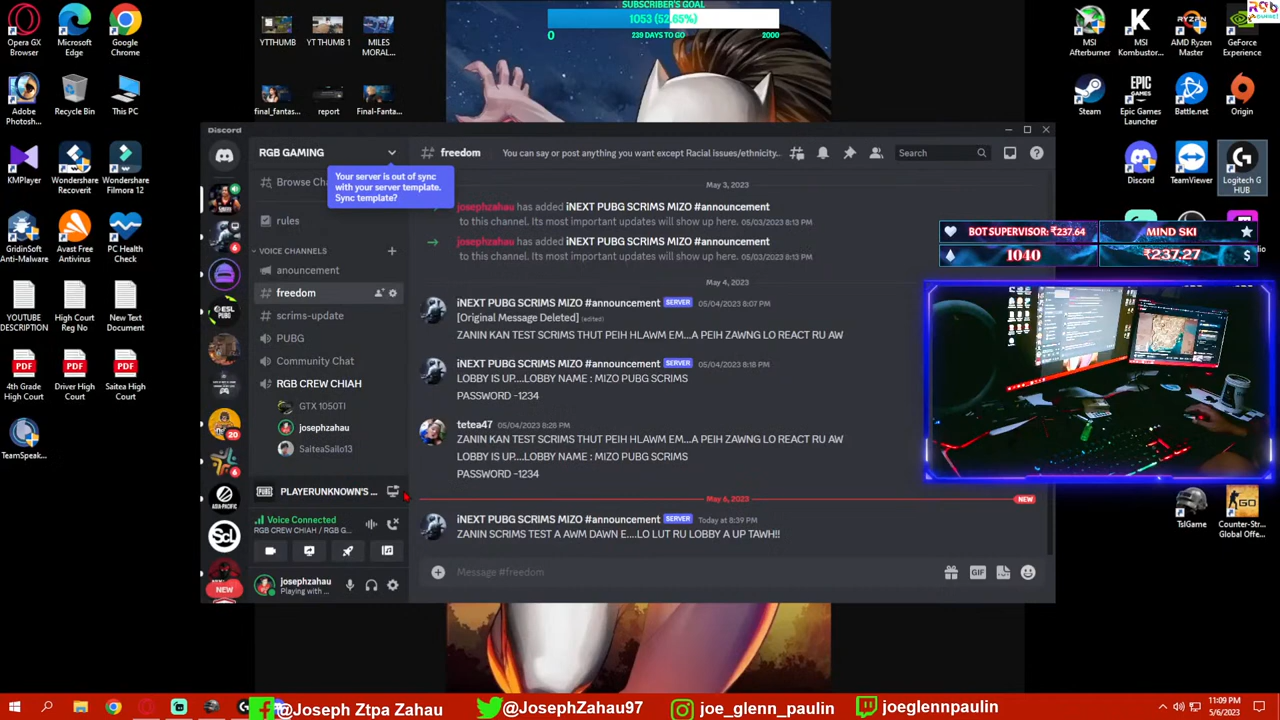 SUBSCRIBER'S GOAL
1053 (52.65%)
0
239 DAYS TO GO
2000
Opera GX
Browser
Microsoft
Edge
Google
Chrome
YTTHUMB
YT THUMB 1
MILES
MORAL...
MSI
Afterburner
MSI
Kombustor...
AMD Ryzen
Master
GeForce
Experience
Adobe
Photosh...
Recycle Bin
This PC
final_fantas...
report
Final-Fantas...
Steam
Epic Games
Launcher
Battle.net
Origin
KMPlayer
Wondershare
Recoverit
Wondershare
Filmora 12
Discord
TeamViewer
Logitech G
HUB
GridinSoft
Anti-Malware
Avast Free
Antivirus
PC Health
Check
YOUTUBE
DESCRIPTION
High Court
Reg No
New Text
Document
4th Grade
High Court
Driver High
Court
Saitea High
Court
TeamSpeak...
TslGame
Counter-Str...
Global Offe...
Discord
RGB GAMING
freedom
You can say or post anything you want except Racial issues/ethnicity...
Search
Browse Cha
Your server is out of sync
with your server template.
Sync template?
rules
VOICE CHANNELS
anouncement
freedom
scrims-update
PUBG
Community Chat
RGB CREW CHIAH
GTX 1050TI
josephzahau
SaiteaSailo13
PLAYERUNKNOWN'S ...
Voice Connected
RGB CREW CHIAH / RGB G...
josephzahau
Playing with ...
6
ESL
PUBG
20
6
ASIA-PACIFIC
SCL
NEW
May 3, 2023
josephzahau has added iNEXT PUBG SCRIMS MIZO #announcement
to this channel. Its most important updates will show up here. 05/03/2023 8:13 PM
josephzahau has added iNEXT PUBG SCRIMS MIZO #announcement
to this channel. Its most important updates will show up here. 05/03/2023 8:13 PM
May 4, 2023
iNEXT PUBG SCRIMS MIZO #announcement SERVER 05/04/2023 8:07 PM
[Original Message Deleted] (edited)
ZANIN KAN TEST SCRIMS THUT PEIH HLAWM EM...A PEIH ZAWNG LO REACT RU AW
iNEXT PUBG SCRIMS MIZO #announcement SERVER 05/04/2023 8:18 PM
LOBBY IS UP....LOBBY NAME : MIZO PUBG SCRIMS
PASSWORD -1234
tetea47 05/04/2023 8:26 PM
ZANIN KAN TEST SCRIMS THUT PEIH HLAWM EM...A PEIH ZAWNG LO REACT RU AW
LOBBY IS UP....LOBBY NAME : MIZO PUBG SCRIMS
PASSWORD -1234
May 6, 2023
NEW
iNEXT PUBG SCRIMS MIZO #announcement SERVER Today at 8:39 PM
ZANIN SCRIMS TEST A AWM DAWN E....LO LUT RU LOBBY A UP TAWH!!
Message #freedom
GIF
BOT SUPERVISOR: ₹237.64
MIND SKI
1040
₹237.27
@Joseph Ztpa Zahau
@JosephZahau97
joe_glenn_paulin
joeglennpaulin
11:09 PM
5/6/2023